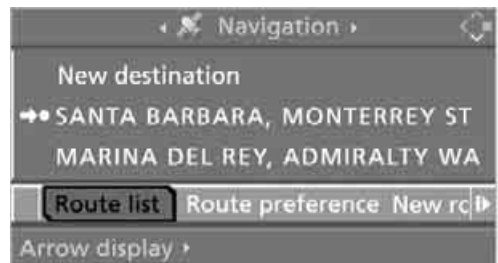 Navigation
New destination
SANTA BARBARA, MONTERREY ST
MARINA DEL REY, ADMIRALTY WA
Route list Route preference New rc
Arrow display